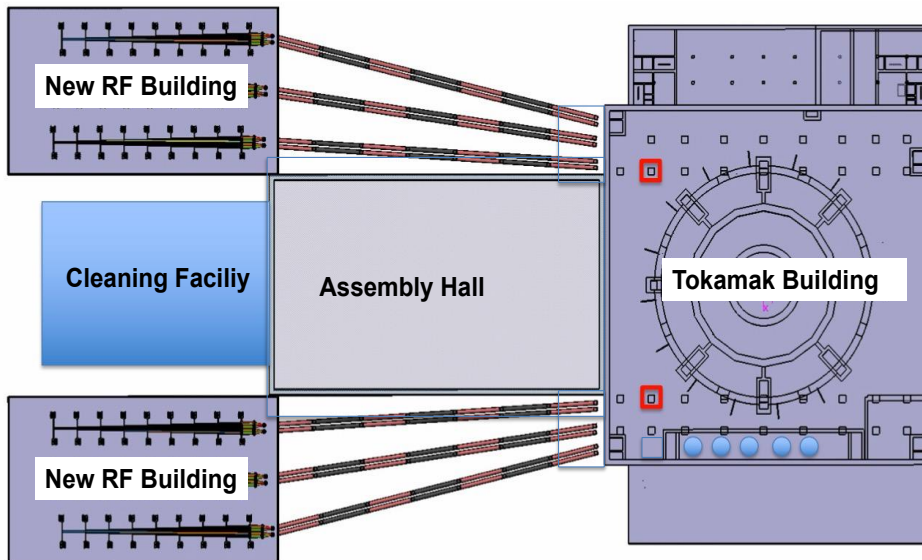 New RF Building
Cleaning Faciliy
Assembly Hall
Tokamak Building
New RF Building